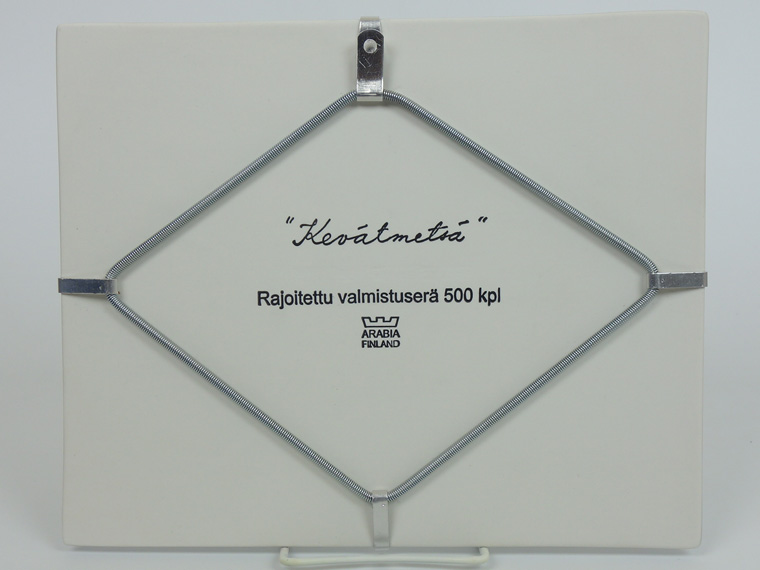 "Kevätmetsä"
Rajoitettu valmistuserä 500 kpl
ARABIA
FINLAND